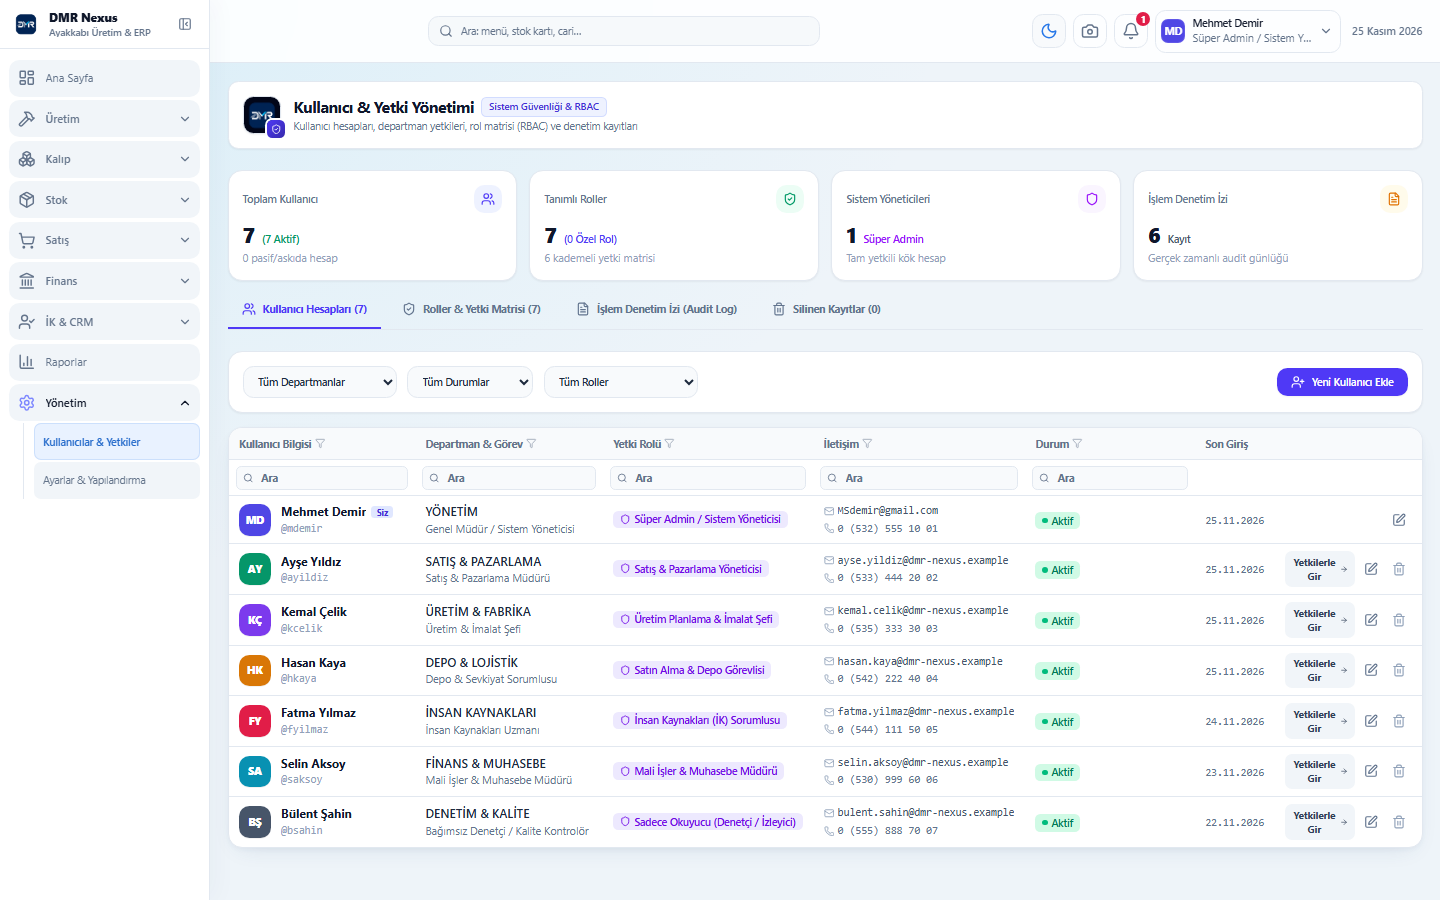 DMR Nexus
Ayakkabı Üretim & ERP
Ara: menü, stok kartı, cari...
1
MD
Mehmet Demir
Süper Admin / Sistem Y...
25 Kasım 2026
Ana Sayfa
Üretim
Kalıp
Stok
Satış
Finans
İK & CRM
Raporlar
Yönetim
Kullanıcılar & Yetkiler
Ayarlar & Yapılandırma
DMR
Kullanıcı & Yetki Yönetimi
Sistem Güvenliği & RBAC
Kullanıcı hesapları, departman yetkileri, rol matrisi (RBAC) ve denetim kayıtları
Toplam Kullanıcı
7 (7 Aktif)
0 pasif/askıda hesap
Tanımlı Roller
7 (0 Özel Rol)
6 kademeli yetki matrisi
Sistem Yöneticileri
1 Süper Admin
Tam yetkili kök hesap
İşlem Denetim İzi
6 Kayıt
Gerçek zamanlı audit günlüğü
Kullanıcı Hesapları (7)
Roller & Yetki Matrisi (7)
İşlem Denetim İzi (Audit Log)
Silinen Kayıtlar (0)
Tüm Departmanlar
Tüm Durumlar
Tüm Roller
Yeni Kullanıcı Ekle
Kullanıcı Bilgisi
Departman & Görev
Yetki Rolü
İletişim
Durum
Son Giriş
Ara
Ara
Ara
Ara
Ara
MD
Mehmet Demir Siz
@mdemir
YÖNETİM
Genel Müdür / Sistem Yöneticisi
Süper Admin / Sistem Yöneticisi
MSdemir@gmail.com
0 (532) 555 10 01
Aktif
25.11.2026
AY
Ayşe Yıldız
@ayildiz
SATIŞ & PAZARLAMA
Satış & Pazarlama Müdürü
Satış & Pazarlama Yöneticisi
ayse.yildiz@dmr-nexus.example
0 (533) 444 20 02
Aktif
25.11.2026
Yetkilerle
Gir
KÇ
Kemal Çelik
@kcelik
ÜRETİM & FABRİKA
Üretim & İmalat Şefi
Üretim Planlama & İmalat Şefi
kemal.celik@dmr-nexus.example
0 (535) 333 30 03
Aktif
25.11.2026
Yetkilerle
Gir
HK
Hasan Kaya
@hkaya
DEPO & LOJİSTİK
Depo & Sevkiyat Sorumlusu
Satın Alma & Depo Görevlisi
hasan.kaya@dmr-nexus.example
0 (542) 222 40 04
Aktif
25.11.2026
Yetkilerle
Gir
FY
Fatma Yılmaz
@fyilmaz
İNSAN KAYNAKLARI
İnsan Kaynakları Uzmanı
İnsan Kaynakları (İK) Sorumlusu
fatma.yilmaz@dmr-nexus.example
0 (544) 111 50 05
Aktif
24.11.2026
Yetkilerle
Gir
SA
Selin Aksoy
@saksoy
FİNANS & MUHASEBE
Mali İşler & Muhasebe Müdürü
Mali İşler & Muhasebe Müdürü
selin.aksoy@dmr-nexus.example
0 (530) 999 60 06
Aktif
23.11.2026
Yetkilerle
Gir
BŞ
Bülent Şahin
@bsahin
DENETİM & KALİTE
Bağımsız Denetçi / Kalite Kontrolör
Sadece Okuyucu (Denetçi / İzleyici)
bulent.sahin@dmr-nexus.example
0 (555) 888 70 07
Aktif
22.11.2026
Yetkilerle
Gir